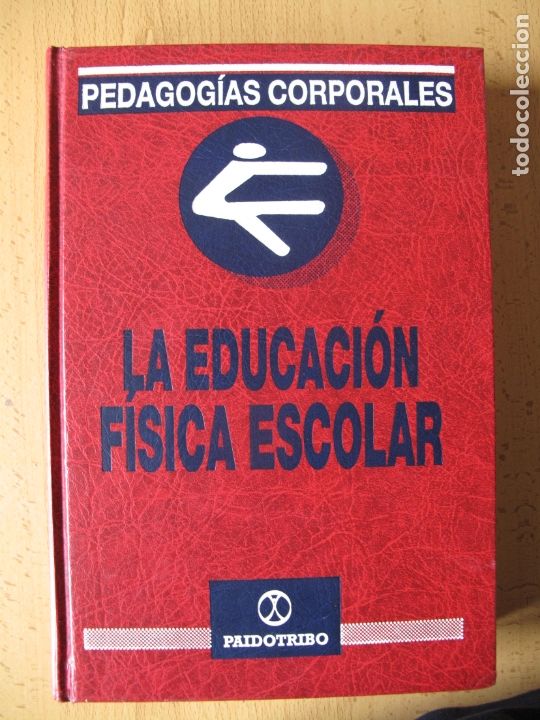 PEDAGOGÍAS CORPORALES
LA EDUCACIÓN
FÍSICA ESCOLAR
PAIDOTRIBO
todocoleccion